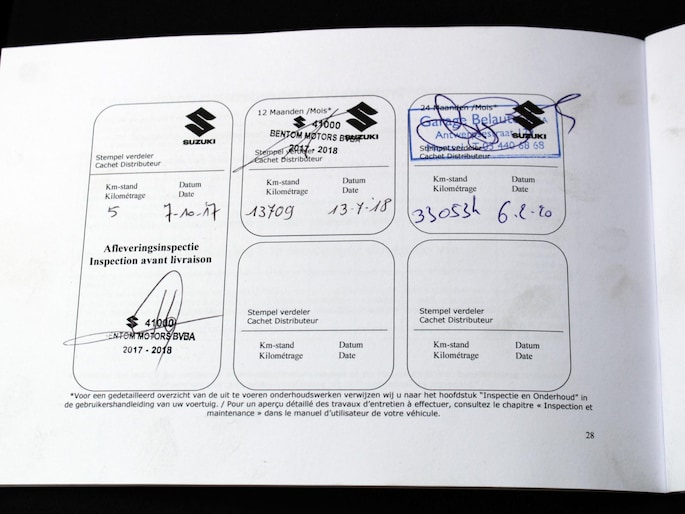 SUZUKI
Stempel verdeler
Cachet Distributeur
Km-stand Datum
Kilométrage Date
5 7-10-17
Afleveringsinspectie
Inspection avant livraison
41000
BENTOM MOTORS BVBA
2017 - 2018
12 Maanden /Mois*
41000
BENTOM MOTORS BVBA
SUZUKI
2017 - 2018
Stempel verdeler
Cachet Distributeur
Km-stand Datum
Kilométrage Date
13709 13-7-18
24 Maanden /Mois*
Garage
SUZUKI
03 440 68 68
Stempel verdeler
Cachet Distributeur
Km-stand Datum
Kilométrage Date
6.2.20
Stempel verdeler
Cachet Distributeur
Km-stand Datum
Kilométrage Date
Stempel verdeler
Cachet Distributeur
Km-stand Datum
Kilométrage Date
*Voor een gedetailleerd overzicht van de uit te voeren onderhoudswerken verwijzen wij u naar het hoofdstuk "Inspectie en Onderhoud" in
de gebruikershandleiding van uw voertuig. / Pour un aperçu détaillé des travaux d'entretien à effectuer, consultez le chapitre « Inspection et
maintenance » dans le manuel d'utilisateur de votre véhicule.
28